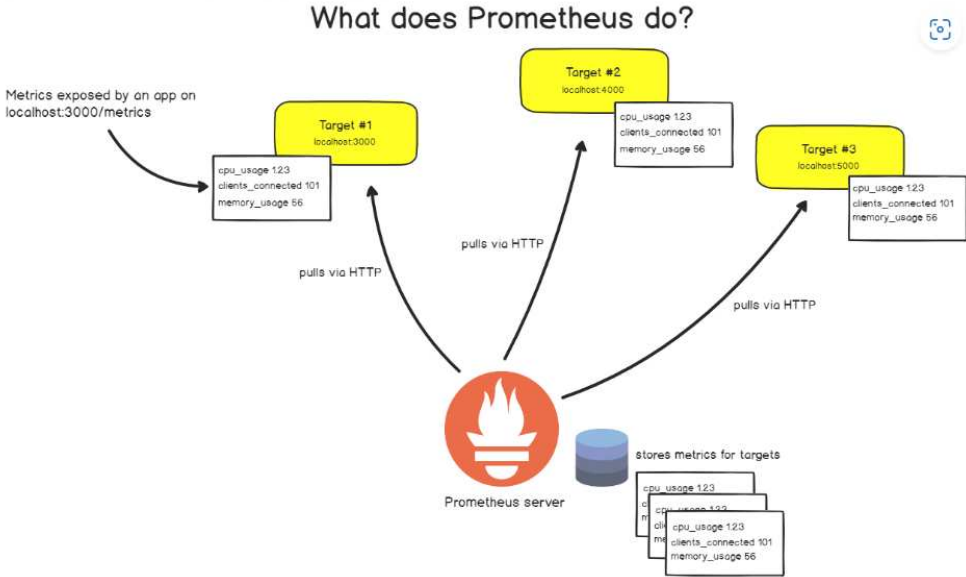 What does Prometheus do?
Metrics exposed by an app on
localhost:3000/metrics
Target #1
localhost:3000
cpu_usage 1.23
clients_connected 101
memory_usage 56
Target #2
localhost:4000
cpu_usage 1.23
clients_connected 101
memory_usage 56
Target #3
localhost:5000
cpu_usage 1.23
clients_connected 101
memory_usage 56
pulls via HTTP
pulls via HTTP
pulls via HTTP
Prometheus server
stores metrics for targets
cpu_usage 1.23
cpu_usage 1.23
clients_connected 101
memory_usage 56